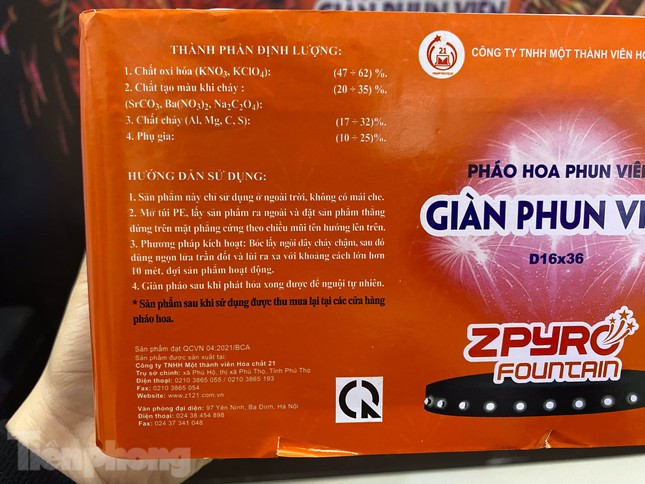 GIÀN PHUN VIÊN
THÀNH PHẦN ĐỊNH LƯỢNG:
1. Chất oxi hóa (KNO3, KClO4): (47 ÷ 62) %.
2. Chất tạo màu khi cháy : (20 ÷ 35) %.
(SrCO3, Ba(NO3)2, Na2C2O4):
3. Chất cháy (Al, Mg, C, S): (17 ÷ 32)%.
4. Phụ gia: (10 ÷ 25)%.
HƯỚNG DẪN SỬ DỤNG:
1. Sản phẩm này chỉ sử dụng ở ngoài trời, không có mái che.
2. Mở túi PE, lấy sản phẩm ra ngoài và đặt sản phẩm thẳng
đứng trên mặt phẳng cứng theo chiều mũi tên hướng lên trên.
3. Phương pháp kích hoạt: Bóc lấy ngòi dây cháy chậm, sau đó
dùng ngọn lửa trần đốt và lùi ra xa với khoảng cách lớn hơn
10 mét, đợi sản phẩm hoạt động.
4. Giàn pháo sau khi phát hỏa xong được để nguội tự nhiên.
* Sản phẩm sau khi sử dụng được thu mua lại tại các cửa hàng
pháo hoa.
Sản phẩm đạt QCVN 04:2021/BCA
Sản phẩm được sản xuất tại:
Công ty TNHH Một thành viên Hóa chất 21
Trụ sở chính: xã Phú Hộ, thị xã Phú Thọ, Tỉnh Phú Thọ
Điện thoại: 0210 3865 055 / 0210 3865 193
Fax: 0210 3865 054
Website: www.z121.com.vn
Văn phòng đại diện: 97 Yên Ninh, Ba Đình, Hà Nội
Điện thoại: 024 38 454 898
Fax: 024 37 341 048
21
CÔNG TY TNHH MỘT THÀNH VIÊN HÓ
PHÁO HOA PHUN VIÊN
GIÀN PHUN VI
D16x36
ZPYRO
FOUNTAIN
Tiền phong